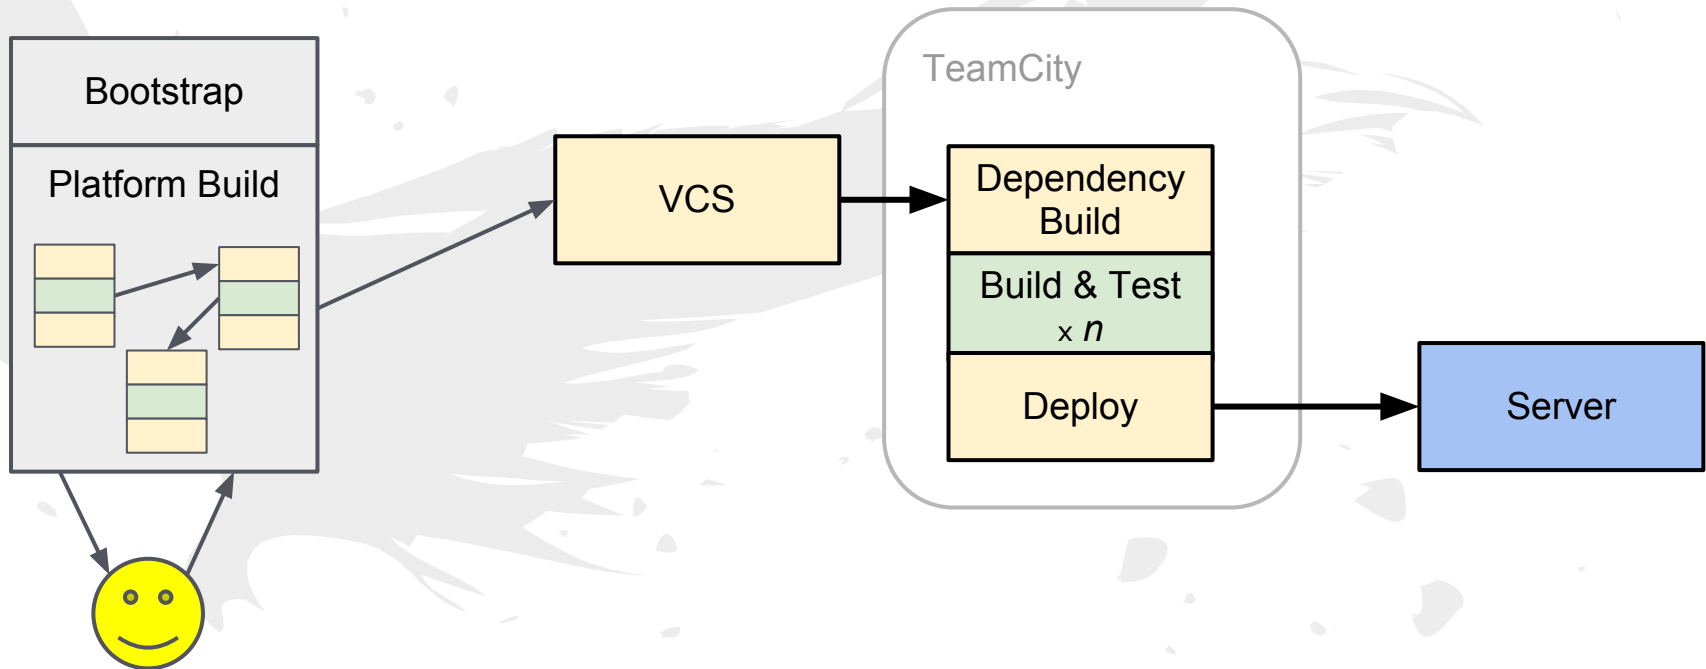 Bootstrap
Platform Build
VCS
TeamCity
Dependency
Build
Build & Test
x n
Deploy
Server